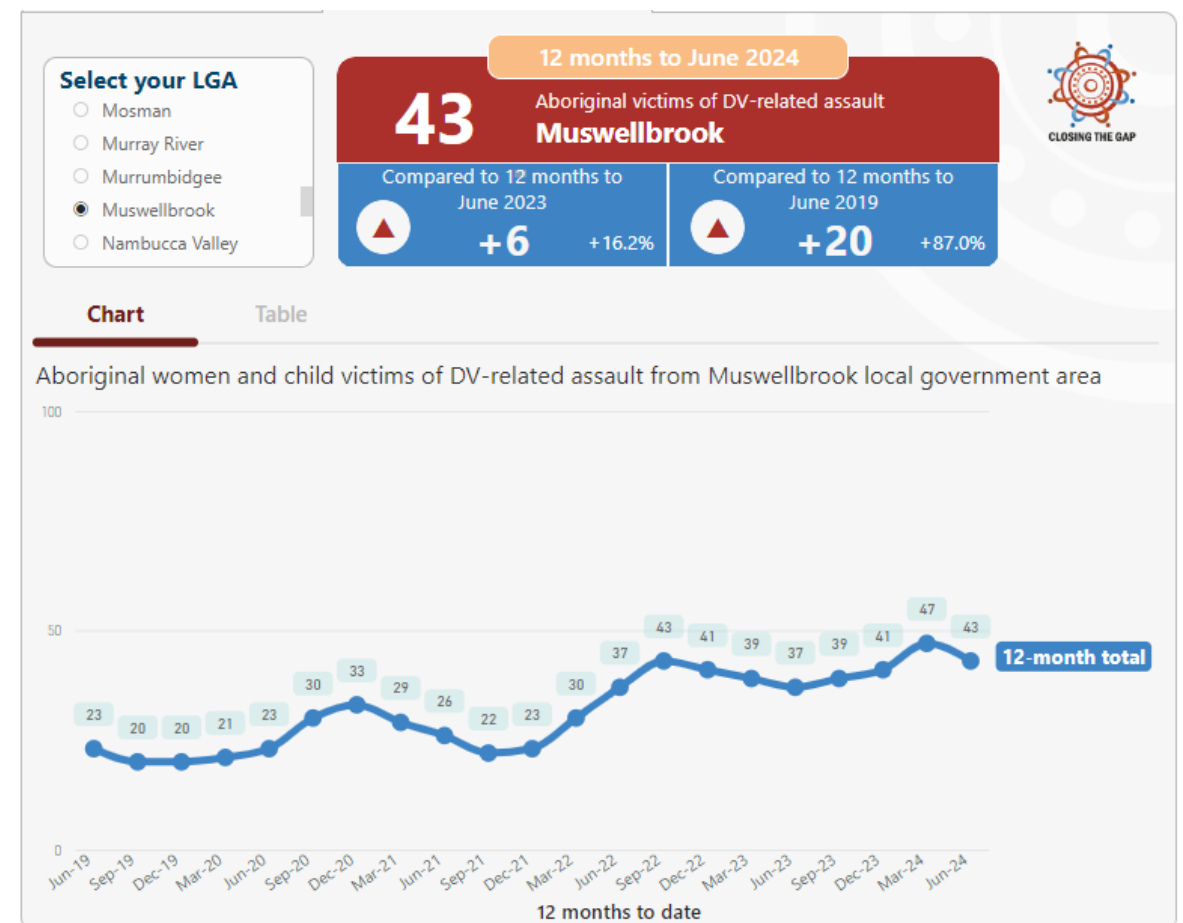 Select your LGA
Mosman
Murray River
Murrumbidgee
Muswellbrook
Nambucca Valley
12 months to June 2024
43
Aboriginal victims of DV-related assault
Muswellbrook
Compared to 12 months to
June 2023
+6
+16.2%
Compared to 12 months to
June 2019
+20
+87.0%
CLOSING THE GAP
Chart
Table
Aboriginal women and child victims of DV-related assault from Muswellbrook local government area
100
50
0
23
20
20
21
23
30
33
29
26
22
23
30
37
43
41
39
37
39
41
47
43
12-month total
Jun-19
Sep-19
Dec-19
Mar-20
Jun-20
Sep-20
Dec-20
Mar-21
Jun-21
Sep-21
Dec-21
Mar-22
Jun-22
Sep-22
Dec-22
Mar-23
Jun-23
Sep-23
Dec-23
Mar-24
Jun-24
12 months to date